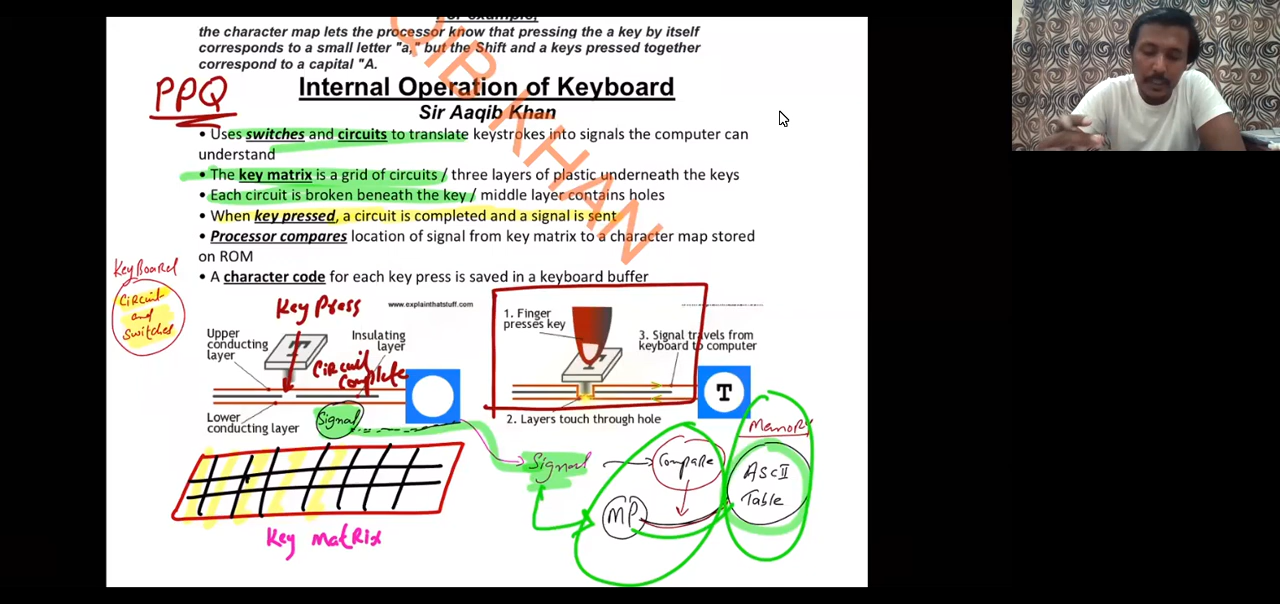 For example,
the character map lets the processor know that pressing the a key by itself
corresponds to a small letter "a," but the Shift and a keys pressed together
correspond to a capital "A.
PPQ
Internal Operation of Keyboard
Sir Aaqib Khan
• Uses switches and circuits to translate keystrokes into signals the computer can
understand
• The key matrix is a grid of circuits / three layers of plastic underneath the keys
• Each circuit is broken beneath the key / middle layer contains holes
• When key pressed, a circuit is completed and a signal is sent
• Processor compares location of signal from key matrix to a character map stored
on ROM
• A character code for each key press is saved in a keyboard buffer
QIB KHAN
KeyBoard
Circuit
and
Switches
Key Press
www.explainthatstuff.com
Upper
conducting
layer
Insulating
layer
Circuit
Complete
Lower
conducting layer
Signal
1. Finger
presses key
3. Signal travels from
keyboard to computer
T
2. Layers touch through hole
Key matrix
Signal
Compare
MP
Memory
ASCII
Table